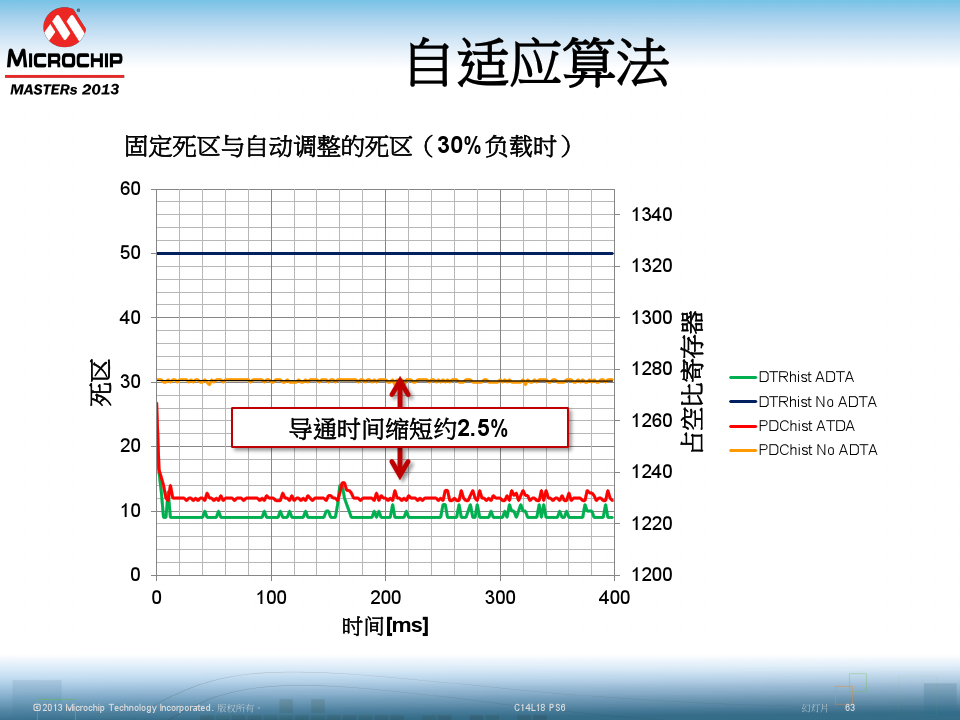 MICROCHIP
MASTERs 2013
自适应算法
固定死区与自动调整的死区（30%负载时）
60
50
40
30
20
10
0
死区
1340
1320
1300
1280
1260
1240
1220
1200
占空比寄存器
导通时间缩短约2.5%
0 100 200 300 400
时间[ms]
DTRhist ADTA
DTRhist No ADTA
PDChist ATDA
PDChist No ADTA
©2013 Microchip Technology Incorporated. 版权所有。
C14L18 PS6
幻灯片 63